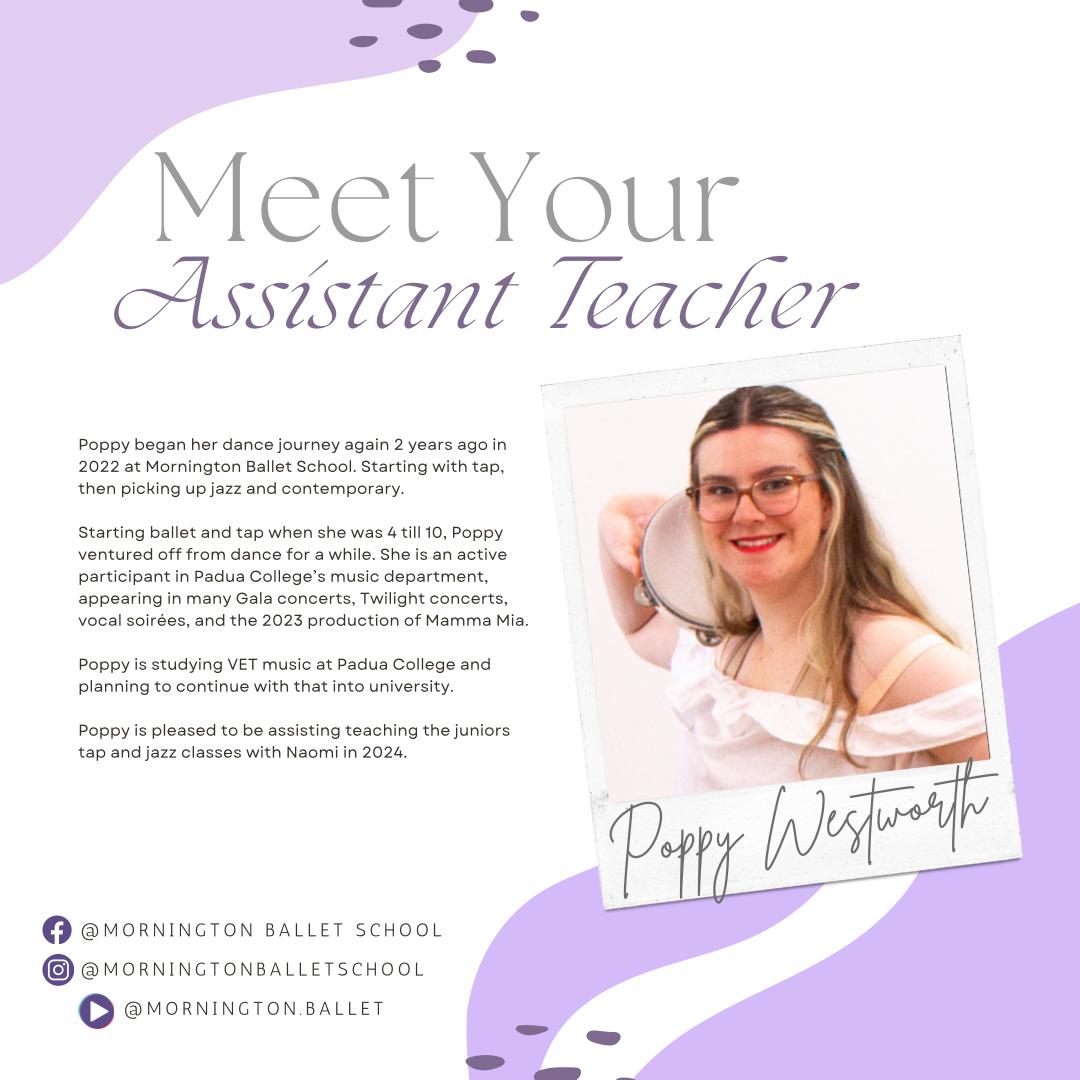 Meet Your
Assistant Teacher
Poppy began her dance journey again 2 years ago in
2022 at Mornington Ballet School. Starting with tap,
then picking up jazz and contemporary.
Starting ballet and tap when she was 4 till 10, Poppy
ventured off from dance for a while. She is an active
participant in Padua College’s music department,
appearing in many Gala concerts, Twilight concerts,
vocal soirées, and the 2023 production of Mamma Mia.
Poppy is studying VET music at Padua College and
planning to continue with that into university.
Poppy is pleased to be assisting teaching the juniors
tap and jazz classes with Naomi in 2024.
Poppy Westworth
@MORNINGTON BALLET SCHOOL
@MORNINGTONBALLETSCHOOL
@MORNINGTON.BALLET